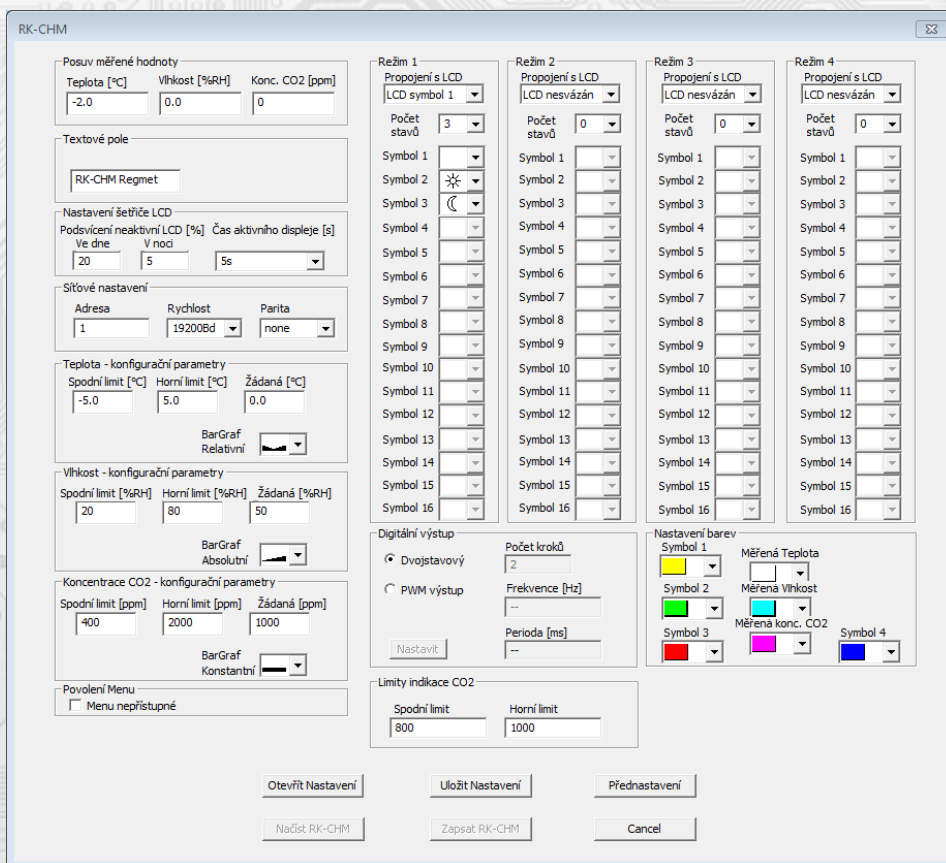 RK-CHM
Posuv měřené hodnoty
Teplota [°C] Vlhkost [%RH] Konc. CO2 [ppm]
-2.0 0.0 0
Textové pole
RK-CHM Regmet
Nastavení šetřiče LCD
Podsvícení neaktivní LCD [%] Čas aktivního displeje [s]
Ve dne V noci
20 5 5s
Síťové nastavení
Adresa Rychlost Parita
1 19200Bd none
Teplota - konfigurační parametry
Spodní limit [°C] Horní limit [°C] Žádaná [°C]
-5.0 5.0 0.0
BarGraf
Relativní
Vlhkost - konfigurační parametry
Spodní limit [%RH] Horní limit [%RH] Žádaná [%RH]
20 80 50
BarGraf
Absolutní
Koncentrace CO2 - konfigurační parametry
Spodní limit [ppm] Horní limit [ppm] Žádaná [ppm]
400 2000 1000
BarGraf
Konstantní
Povolení Menu
Menu nepřístupné
Režim 1
Propojení s LCD
LCD symbol 1
Počet
stavů
3
Symbol 1
Symbol 2
Symbol 3
Symbol 4
Symbol 5
Symbol 6
Symbol 7
Symbol 8
Symbol 9
Symbol 10
Symbol 11
Symbol 12
Symbol 13
Symbol 14
Symbol 15
Symbol 16
Režim 2
Propojení s LCD
LCD nesvázán
Počet
stavů
0
Symbol 1
Symbol 2
Symbol 3
Symbol 4
Symbol 5
Symbol 6
Symbol 7
Symbol 8
Symbol 9
Symbol 10
Symbol 11
Symbol 12
Symbol 13
Symbol 14
Symbol 15
Symbol 16
Režim 3
Propojení s LCD
LCD nesvázán
Počet
stavů
0
Symbol 1
Symbol 2
Symbol 3
Symbol 4
Symbol 5
Symbol 6
Symbol 7
Symbol 8
Symbol 9
Symbol 10
Symbol 11
Symbol 12
Symbol 13
Symbol 14
Symbol 15
Symbol 16
Režim 4
Propojení s LCD
LCD nesvázán
Počet
stavů
0
Symbol 1
Symbol 2
Symbol 3
Symbol 4
Symbol 5
Symbol 6
Symbol 7
Symbol 8
Symbol 9
Symbol 10
Symbol 11
Symbol 12
Symbol 13
Symbol 14
Symbol 15
Symbol 16
Digitální výstup
Dvojstavový
PWM výstup
Nastavit
Počet kroků
2
Frekvence [Hz]
--
Perioda [ms]
--
Nastavení barev
Symbol 1 Měřená Teplota
Symbol 2 Měřená Vlhkost
Symbol 3 Měřená konc. CO2 Symbol 4
Limity indikace CO2
Spodní limit Horní limit
800 1000
Otevřít Nastavení Uložit Nastavení Přednastavení
Načíst RK-CHM Zapsat RK-CHM Cancel